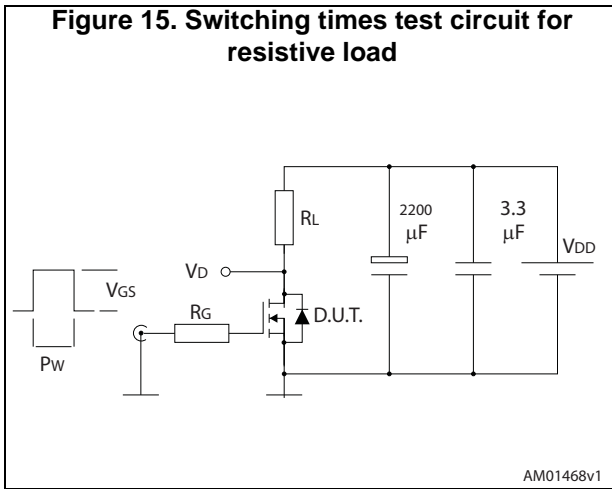 Figure 15. Switching times test circuit for
resistive load
RL
2200
μF
3.3
μF
VDD
VD
VGS
RG
D.U.T.
PW
AM01468v1